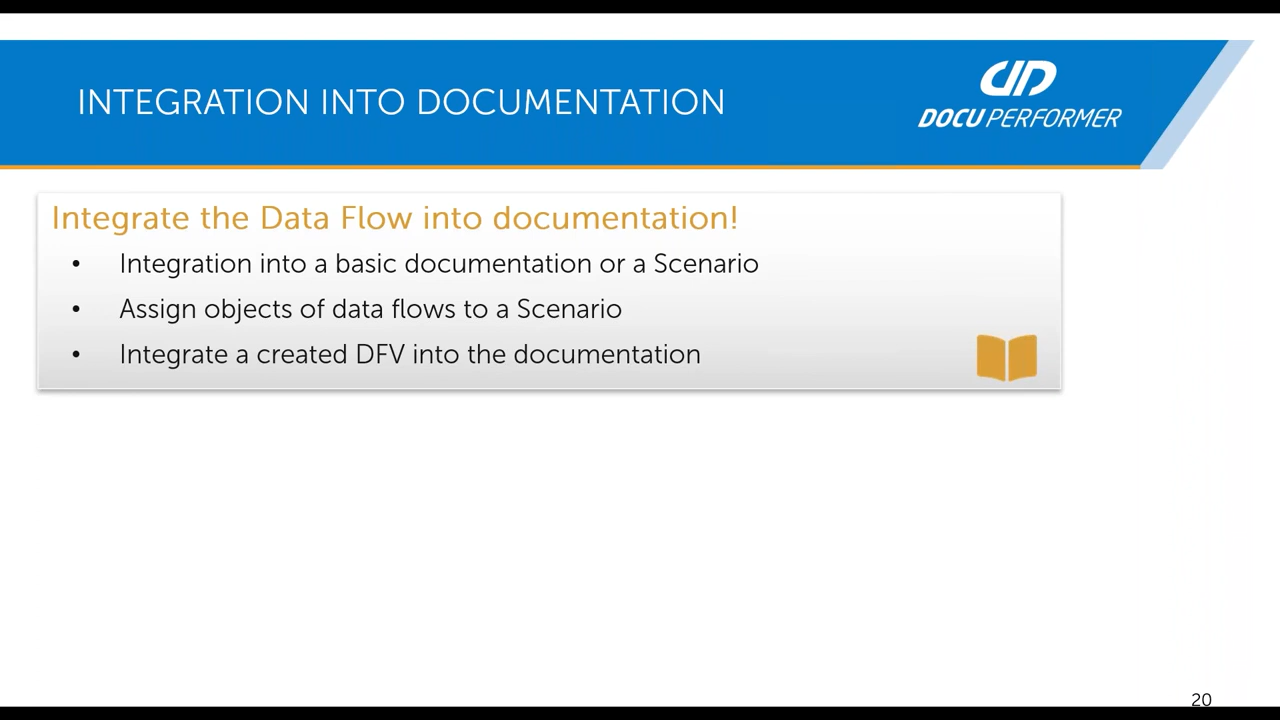 INTEGRATION INTO DOCUMENTATION
DOCU PERFORMER
Integrate the Data Flow into documentation!
• Integration into a basic documentation or a Scenario
• Assign objects of data flows to a Scenario
• Integrate a created DFV into the documentation
20